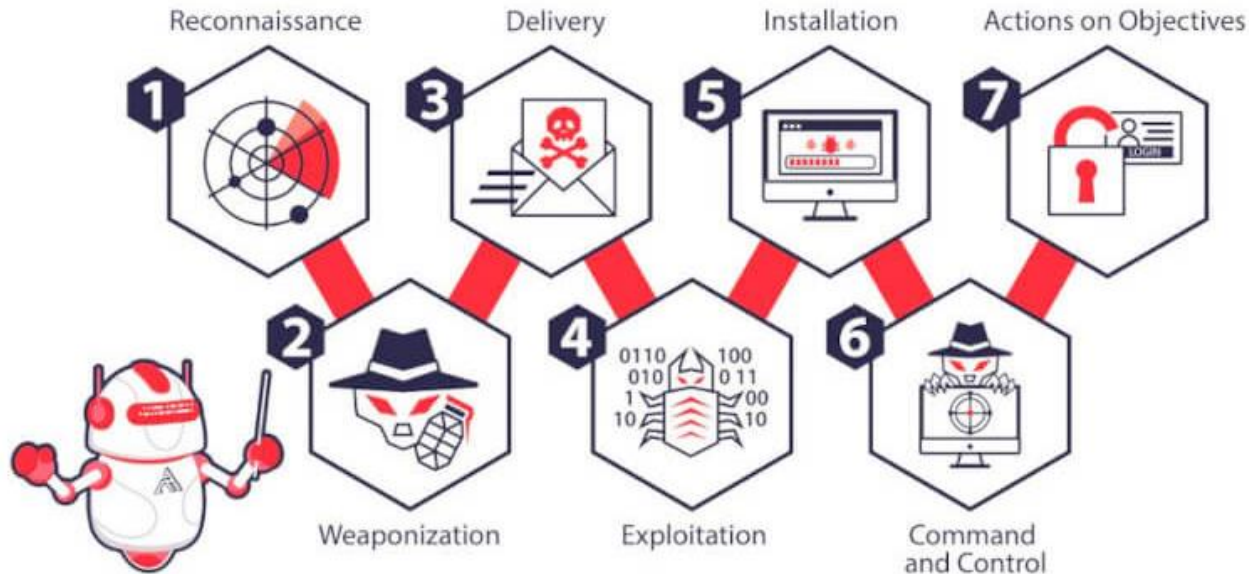 Reconnaissance
Delivery
Installation
Actions on Objectives
1
3
5
7
LOGIN
2
4
6
0110 100
010 0 11
1 00
10 10
Weaponization
Exploitation
Command
and Control